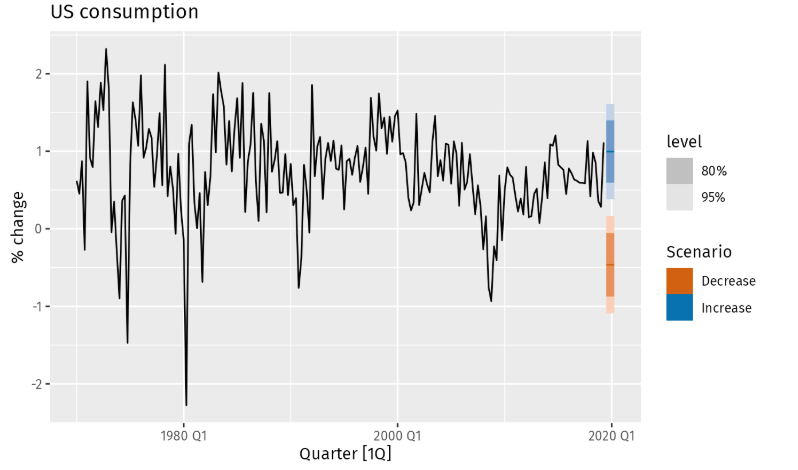 US consumption
% change
2
1
0
-1
-2
1980 Q1
2000 Q1
2020 Q1
Quarter [1Q]
level
80%
95%
Scenario
Decrease
Increase